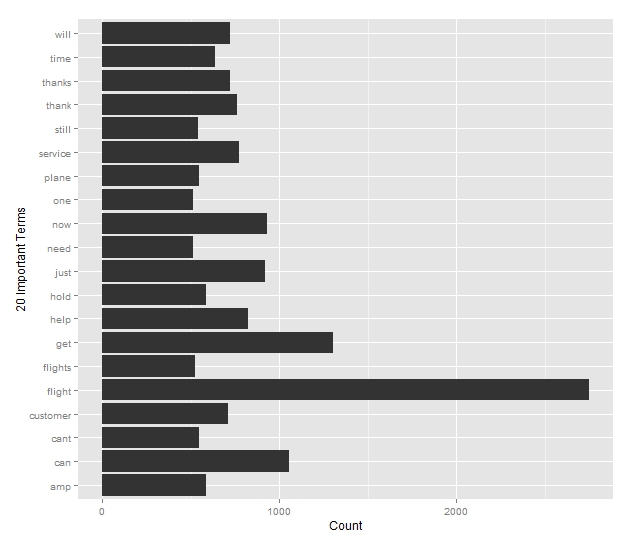 will
time
thanks
thank
still
service
plane
one
now
need
just
hold
help
get
flights
flight
customer
cant
can
amp
20 Important Terms
0 1000 2000
Count